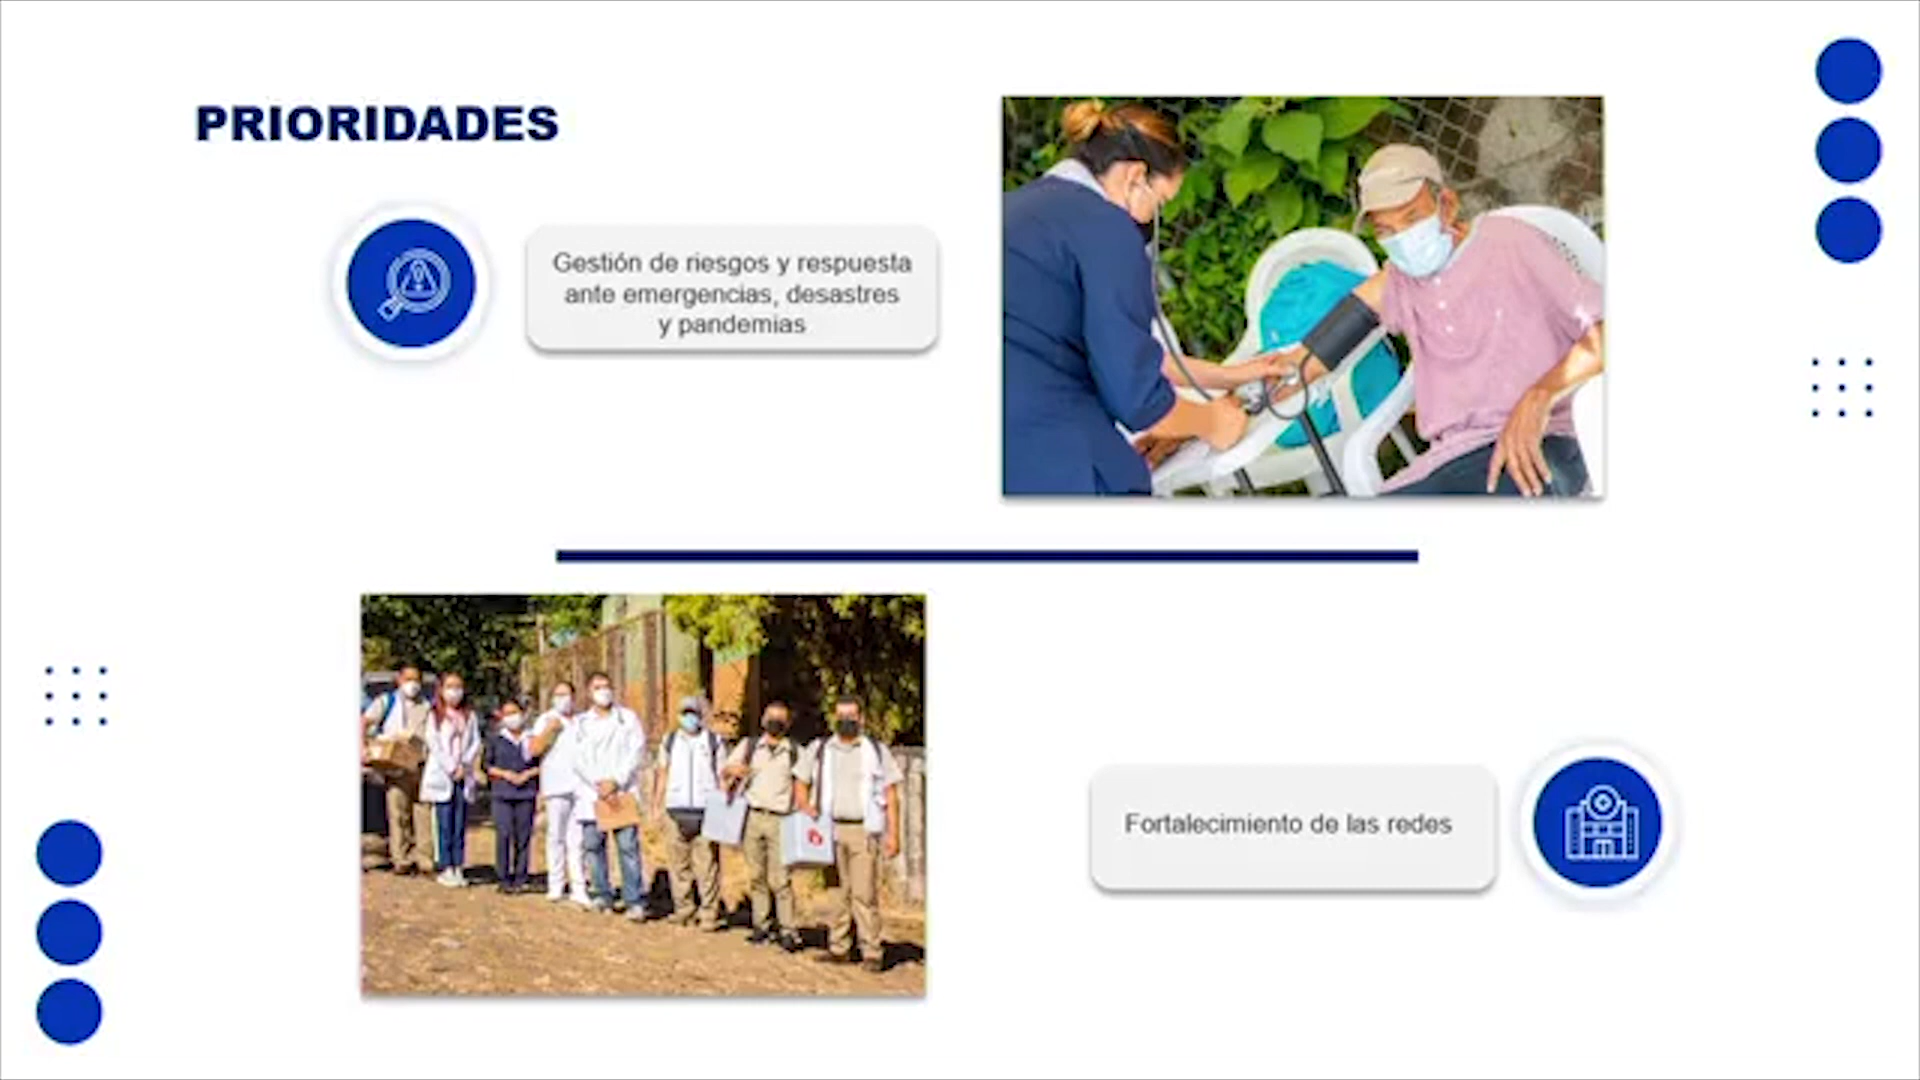 PRIORIDADES
Gestión de riesgos y respuesta
ante emergencias, desastres
y pandemias
Fortalecimiento de las redes